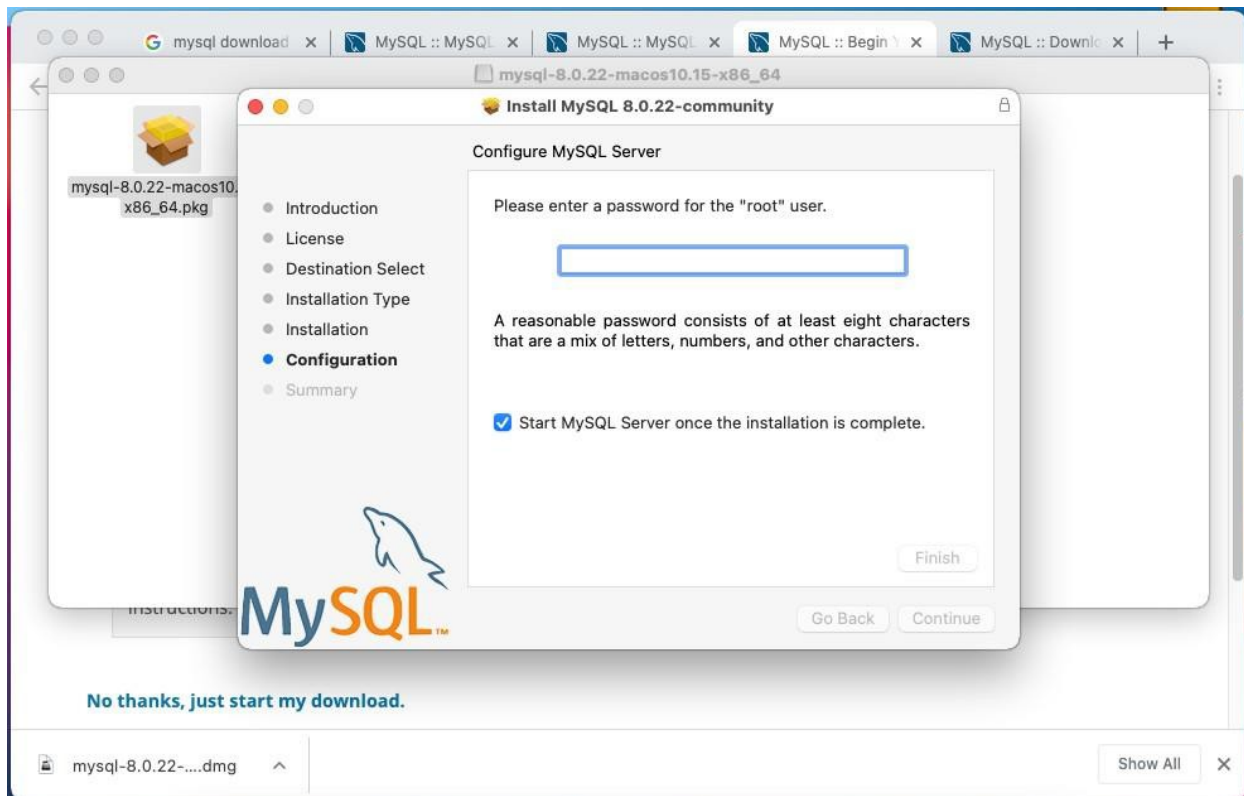 mysql download
MySQL :: MySQL
MySQL :: MySQL
MySQL :: Begin Y
MySQL :: Downlo
mysql-8.0.22-macos10.15-x86_64
mysql-8.0.22-macos10.
x86_64.pkg
Install MySQL 8.0.22-community
Configure MySQL Server
Introduction
License
Destination Select
Installation Type
Installation
Configuration
Summary
Please enter a password for the "root" user.
A reasonable password consists of at least eight characters
that are a mix of letters, numbers, and other characters.
Start MySQL Server once the installation is complete.
Finish
MySQL™
Go Back
Continue
instructions.
No thanks, just start my download.
mysql-8.0.22-....dmg
Show All